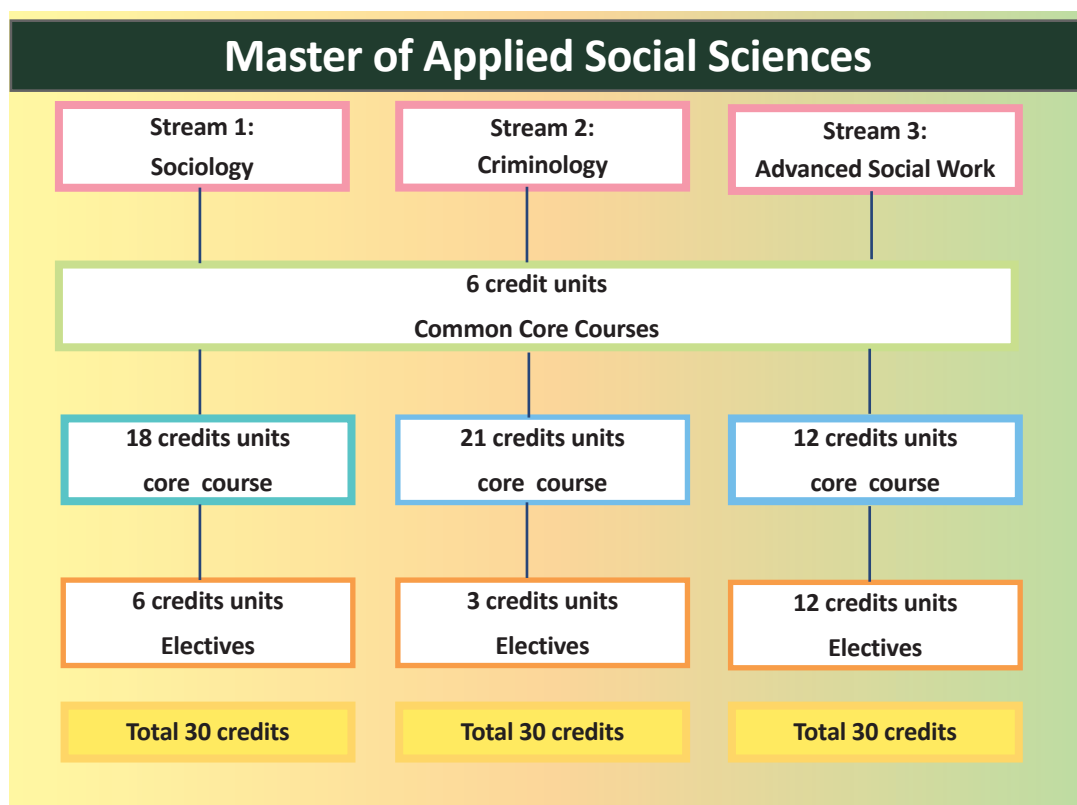 Master of Applied Social Sciences
Stream 1:
Sociology
Stream 2:
Criminology
Stream 3:
Advanced Social Work
6 credit units
Common Core Courses
18 credits units
core course
21 credits units
core course
12 credits units
core course
6 credits units
Electives
3 credits units
Electives
12 credits units
Electives
Total 30 credits
Total 30 credits
Total 30 credits